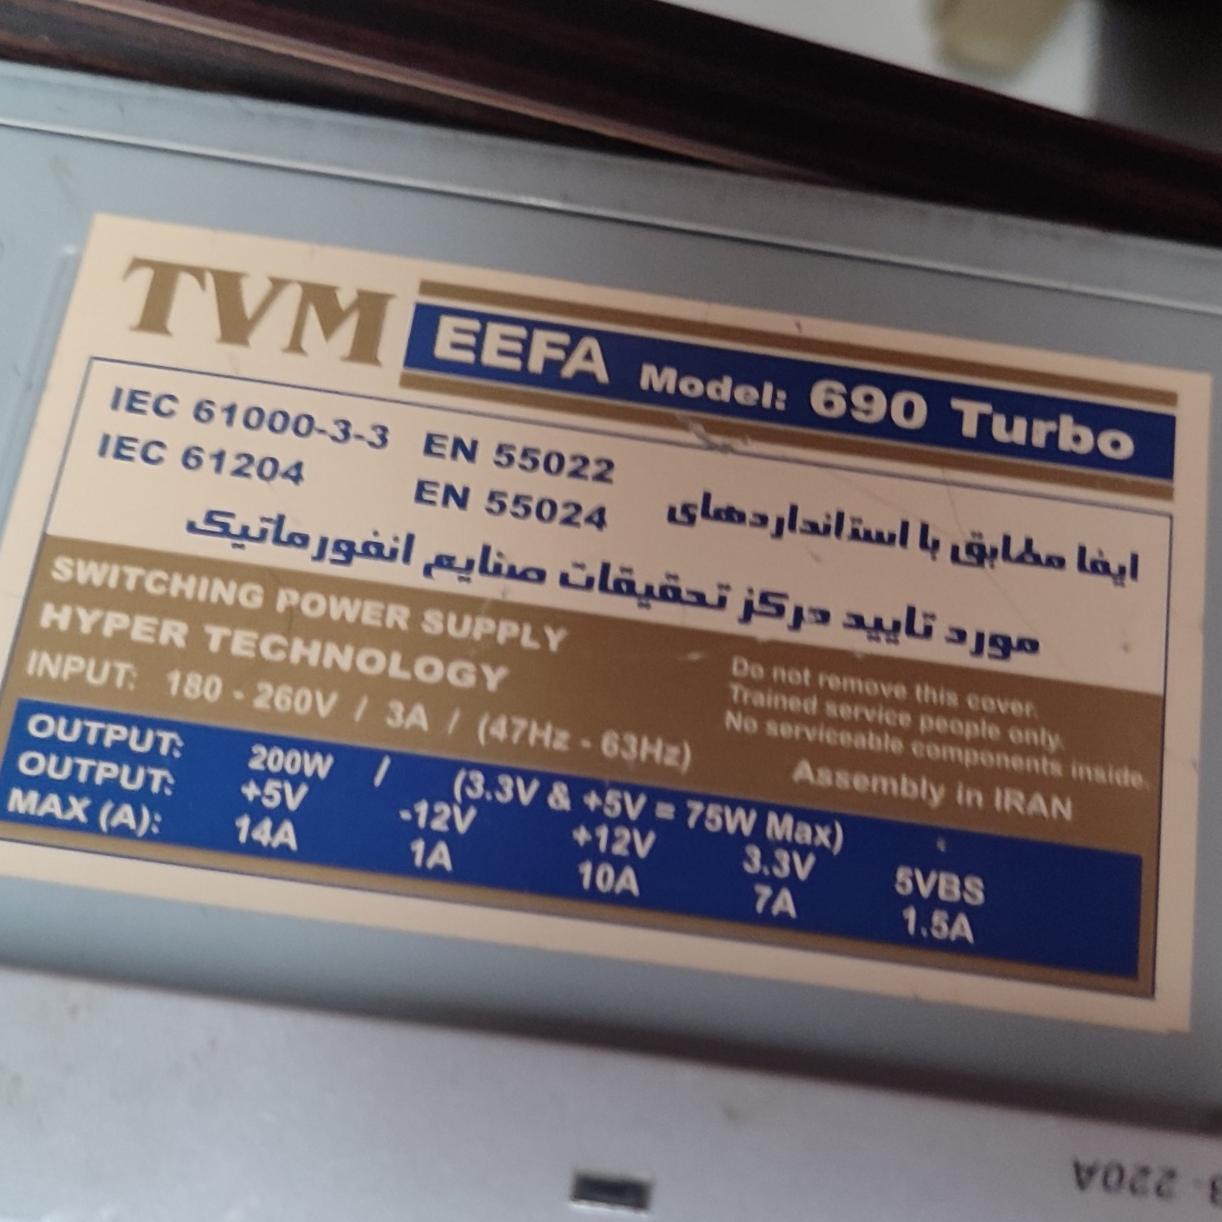 TVM EEFA Model: 690 Turbo
IEC 61000-3-3 EN 55022
IEC 61204 EN 55024
ایفا مطابق با استانداردهای
مورد تایید مرکز تحقیقات صنایع انفورماتیک
SWITCHING POWER SUPPLY
HYPER TECHNOLOGY
INPUT: 180 - 260V / 3A / (47Hz - 63Hz)
Do not remove this cover.
Trained service people only.
No serviceable components inside.
Assembly in IRAN
OUTPUT: 200W / (3.3V & +5V = 75W Max)
OUTPUT: +5V -12V +12V 3.3V 5VBS
MAX (A): 14A 1A 10A 7A 1.5A
220A